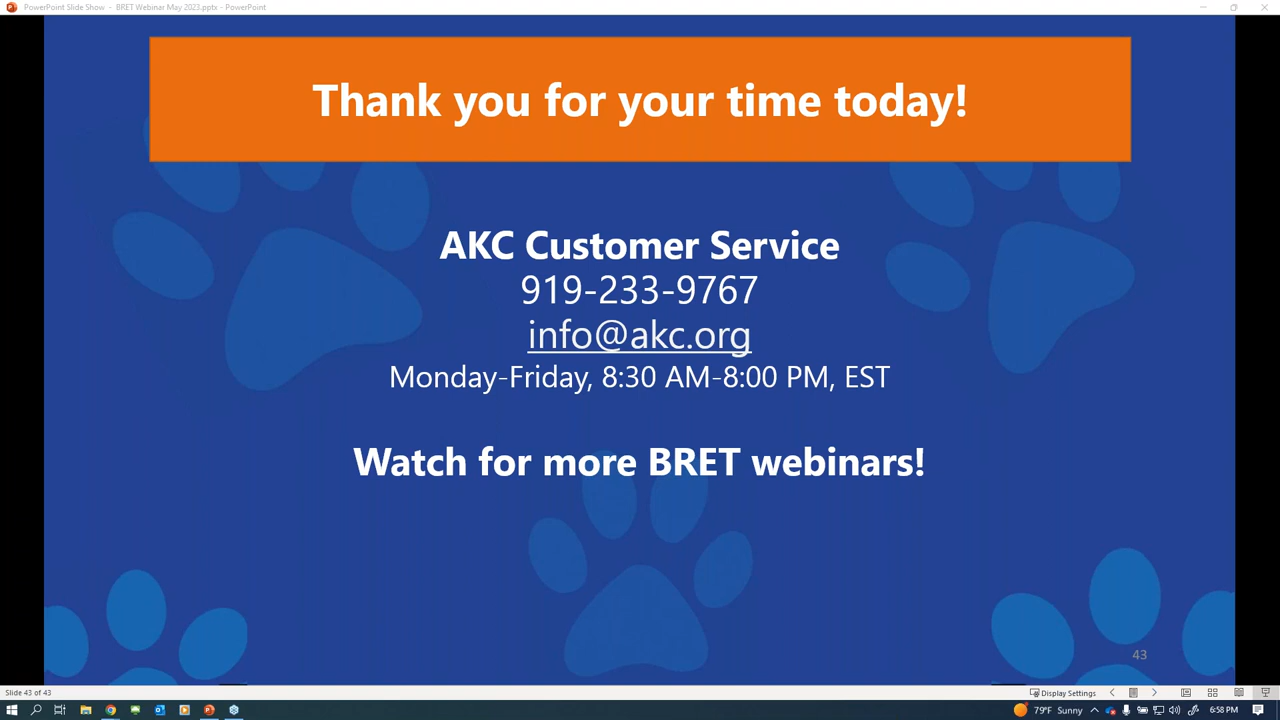 PowerPoint Slide Show - BRET Webinar May 2023.pptx - PowerPoint
Thank you for your time today!
AKC Customer Service
919-233-9767
info@akc.org
Monday-Friday, 8:30 AM-8:00 PM, EST
Watch for more BRET webinars!
43
Slide 43 of 43
Display Settings
79°F Sunny
6:58 PM